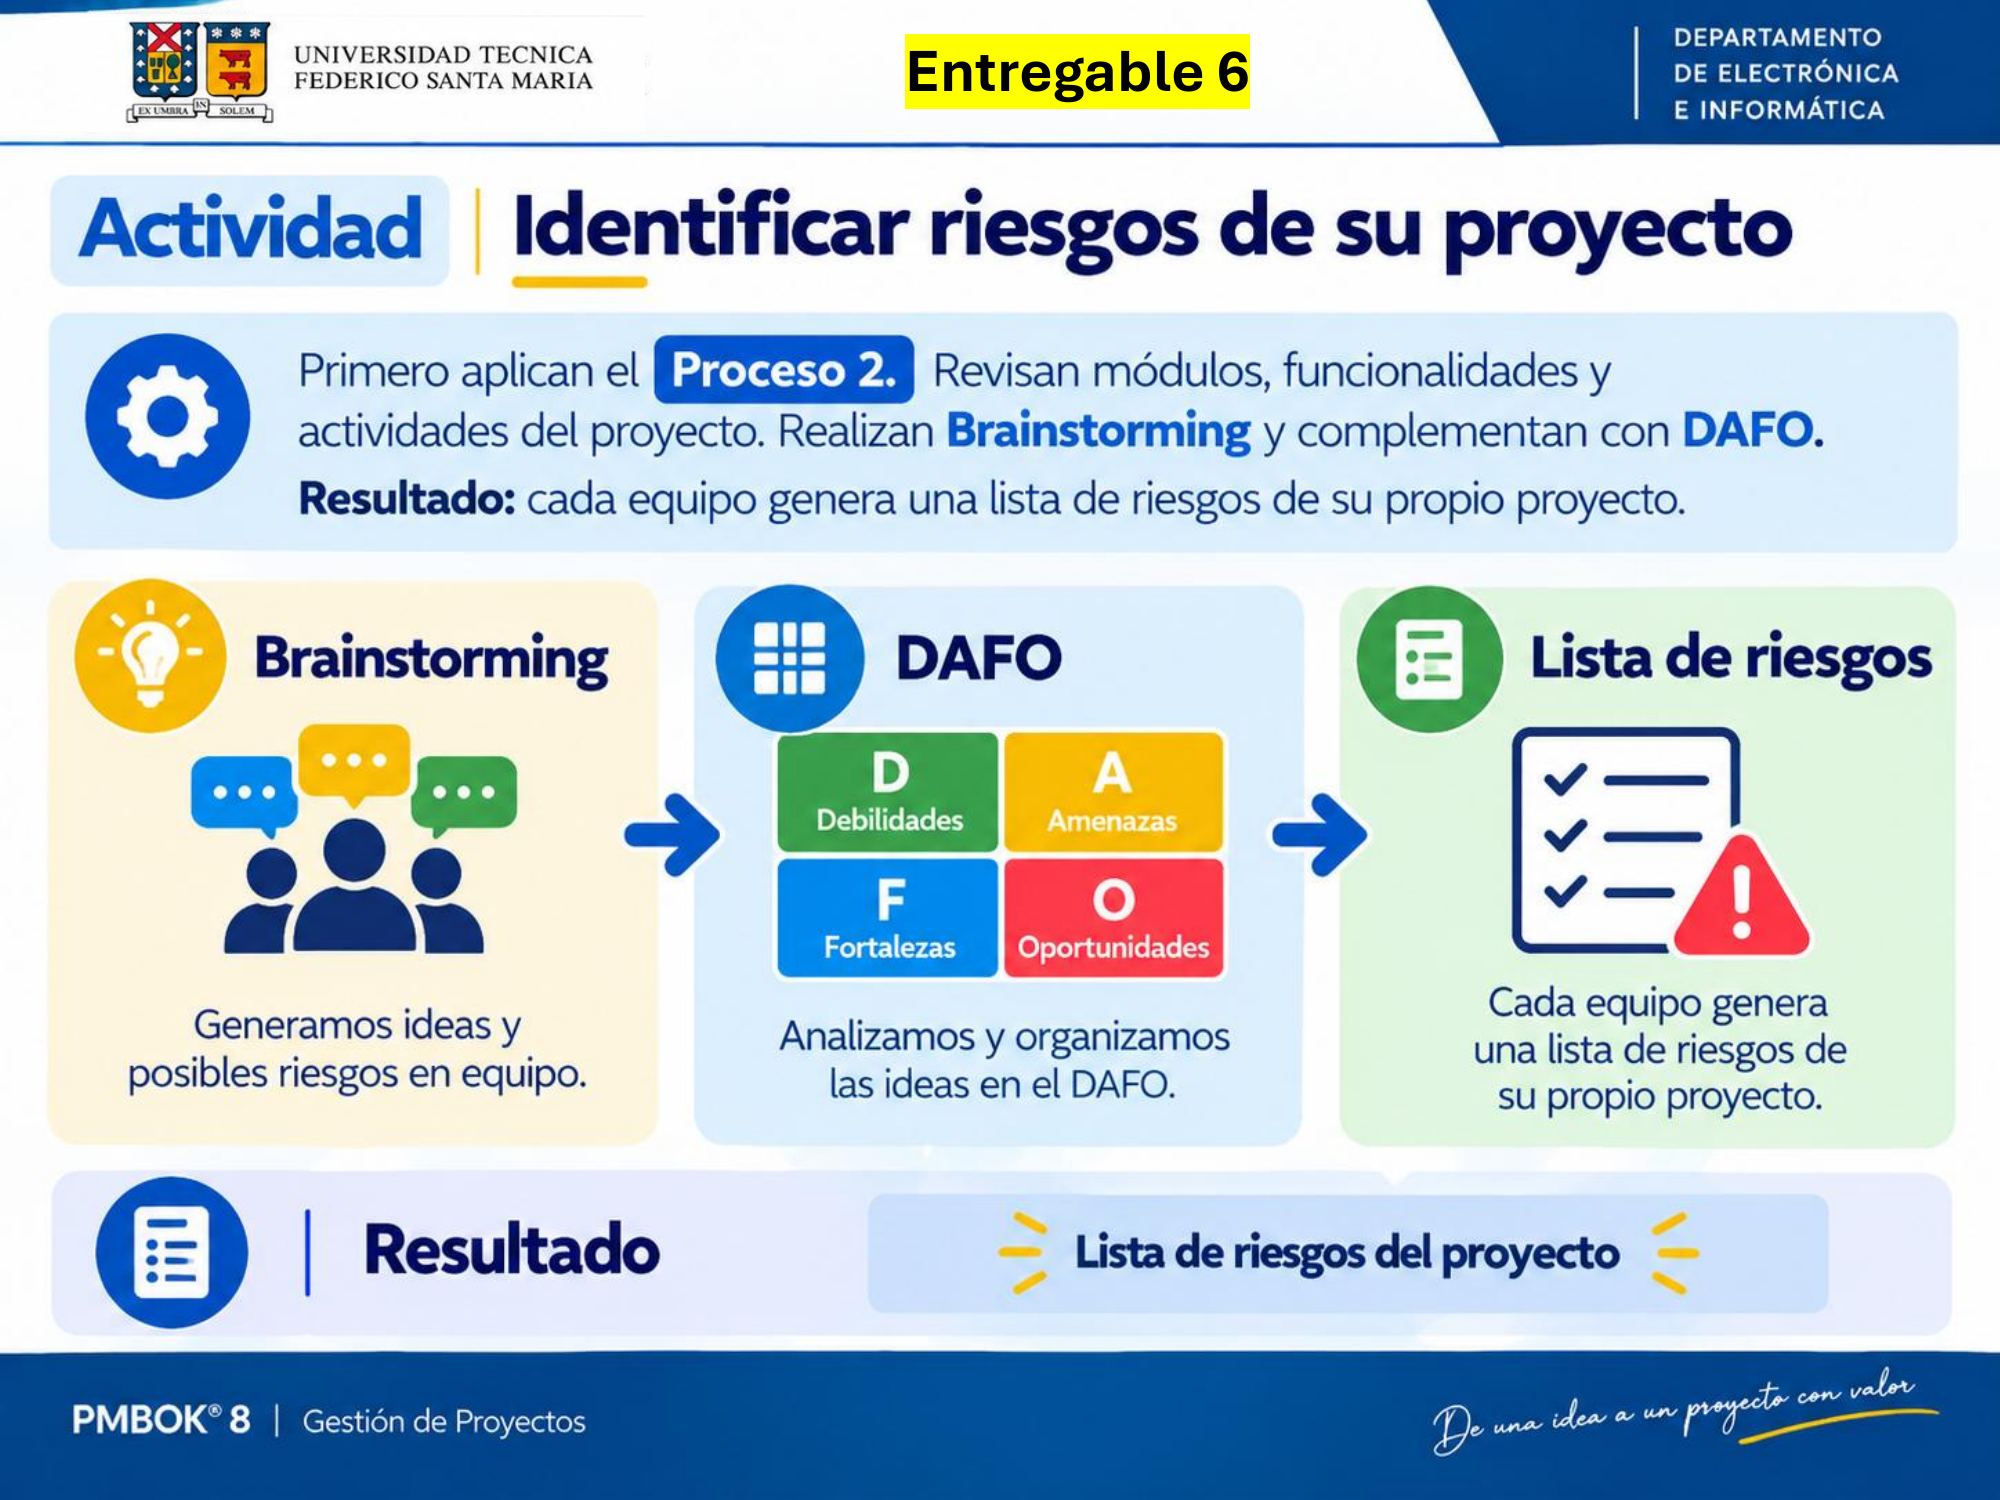 UNIVERSIDAD TECNICA
FEDERICO SANTA MARIA
EX UMBRA IN SOLEM
Entregable 6
DEPARTAMENTO
DE ELECTRÓNICA
E INFORMÁTICA
Actividad
Identificar riesgos de su proyecto
Primero aplican el Proceso 2. Revisan módulos, funcionalidades y
actividades del proyecto. Realizan Brainstorming y complementan con DAFO.
Resultado: cada equipo genera una lista de riesgos de su propio proyecto.
Brainstorming
Generamos ideas y
posibles riesgos en equipo.
DAFO
D
Debilidades
A
Amenazas
F
Fortalezas
O
Oportunidades
Analizamos y organizamos
las ideas en el DAFO.
Lista de riesgos
Cada equipo genera
una lista de riesgos de
su propio proyecto.
Resultado
Lista de riesgos del proyecto
PMBOK® 8 | Gestión de Proyectos
De una idea a un proyecto con valor